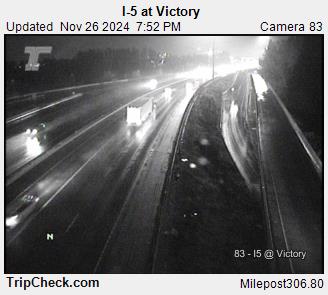 I-5 at Victory
Updated  Nov 26 2024  7:52 PM
Camera 83
T
N
83 - I5 @ Victory
TripCheck.com
Milepost306.80